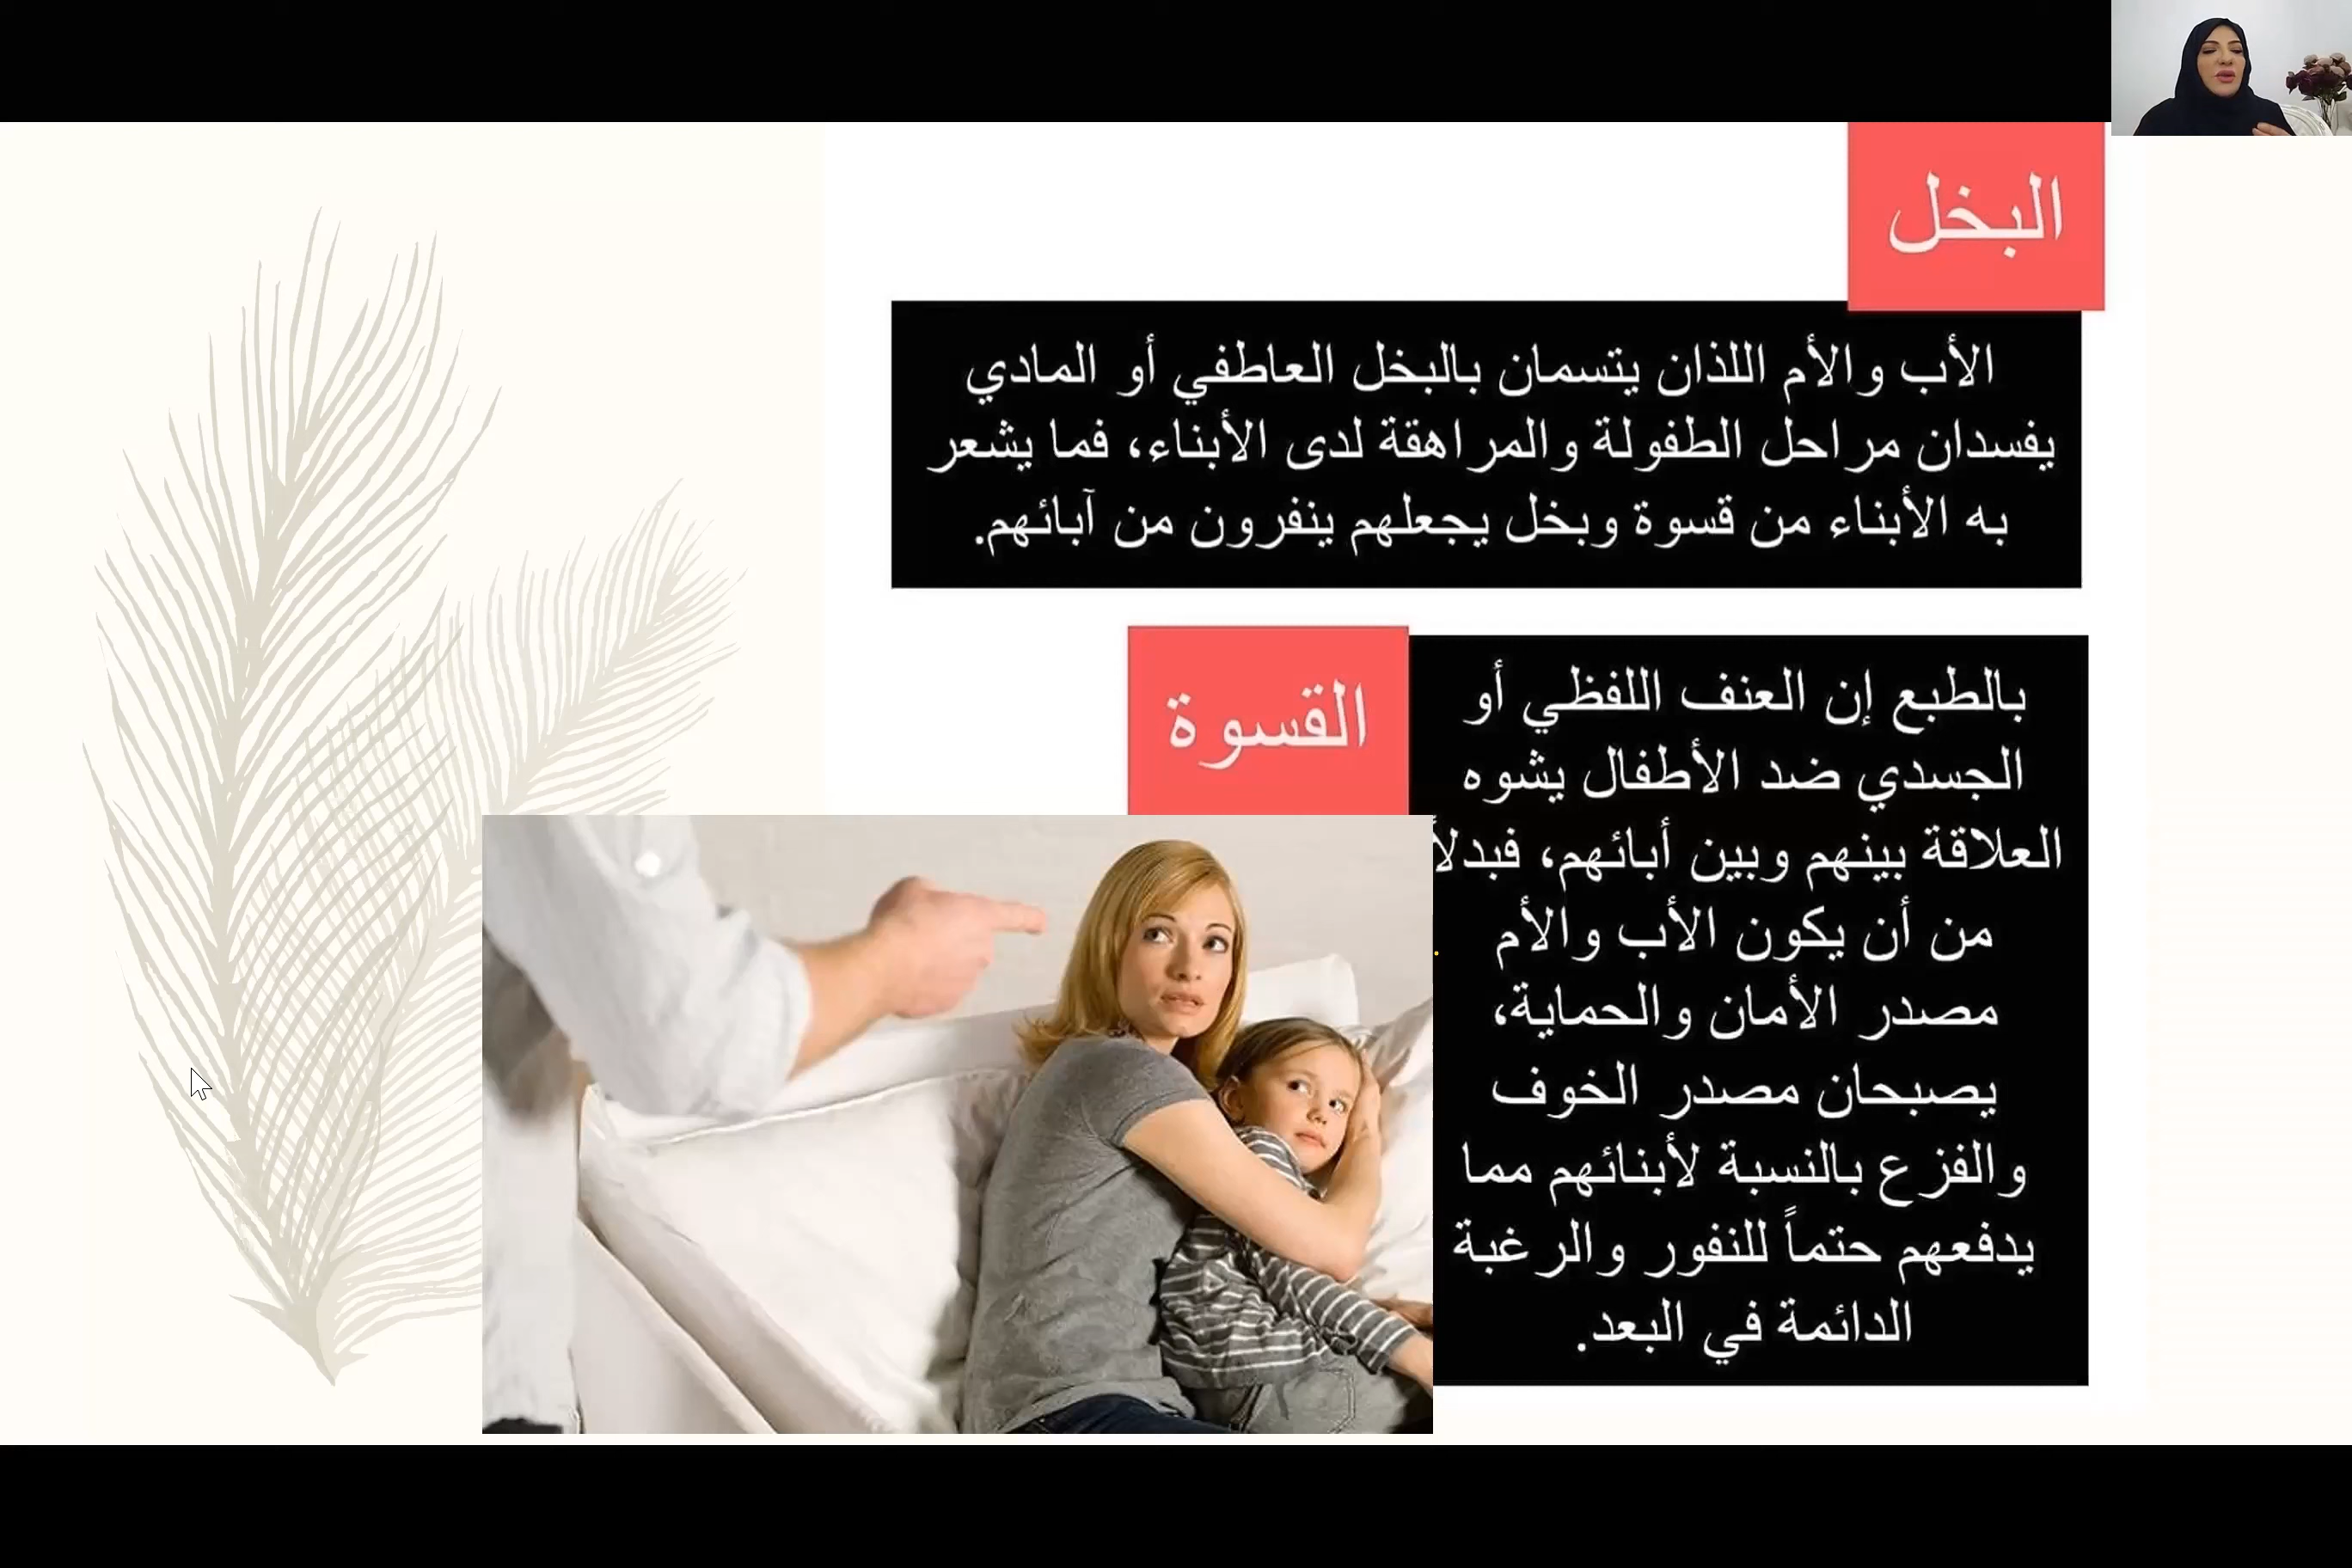 البخل
الأب والأم اللذان يتسمان بالبخل العاطفي أو المادي
يفسدان مراحل الطفولة والمراهقة لدى الأبناء، فما يشعر
به الأبناء من قسوة وبخل يجعلهم ينفرون من آبائهم.
القسوة
بالطبع إن العنف اللفظي أو
الجسدي ضد الأطفال يشوه
العلاقة بينهم وبين أبائهم، فبدلاً
من أن يكون الأب والأم
مصدر الأمان والحماية،
يصبحان مصدر الخوف
والفزع بالنسبة لأبنائهم مما
يدفعهم حتماً للنفور والرغبة
الدائمة في البعد.